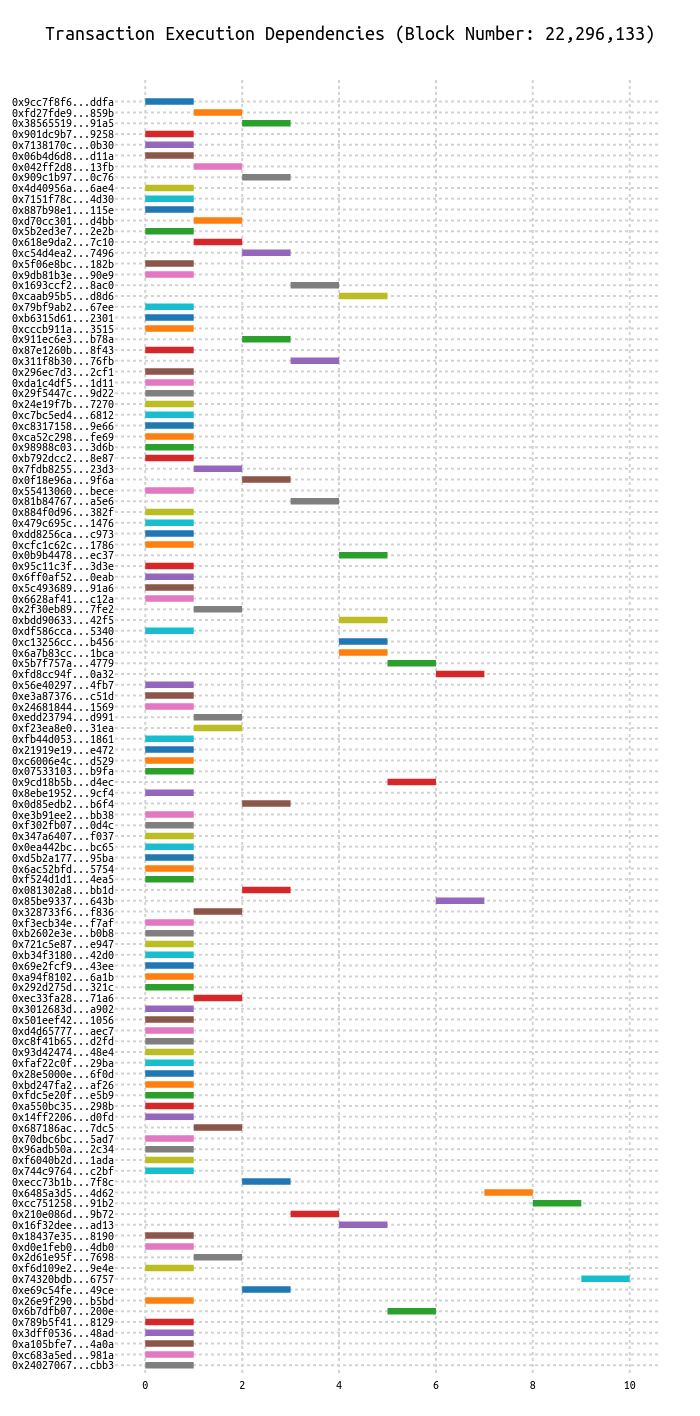 Transaction Execution Dependencies (Block Number: 22,296,133)
0x9cc7f8f6...ddfa
0xfd27fde9...859b
0x38565519...91a5
0x901dc9b7...9258
0x7138170c...0b30
0x06b4d6d8...d11a
0x042ff2d8...13fb
0x909c1b97...0c76
0x4d40956a...6ae4
0x7151f78c...4d30
0x887b98e1...115e
0xd70cc301...d4bb
0x5b2ed3e7...2e2b
0x618e9da2...7c10
0xc54d4ea2...7496
0x5f06e8bc...182b
0x9db81b3e...90e9
0x1693ccf2...8ac0
0xcaab95b5...d8d6
0x79bf9ab2...67ee
0xb6315d61...2301
0xcccb911a...3515
0x911ec6e3...b78a
0x87e1260b...8f43
0x311f8b30...76fb
0x296ec7d3...2cf1
0xda1c4df5...1d11
0x29f5447c...9d22
0x24e19f7b...7270
0xc7bc5ed4...6812
0xc8317158...9e66
0xca52c298...fe69
0x98988c03...3d6b
0xb792dcc2...8e87
0x7fdb8255...23d3
0x0f18e96a...9f6a
0x55413060...bece
0x81b84767...a5e6
0x884f0d96...382f
0x479c695c...1476
0xdd8256ca...c973
0xcfc1c62c...1786
0x0b9b4478...ec37
0x95c11c3f...3d3e
0x6ff0af52...0eab
0x5c493689...91a6
0x6628af41...c12a
0x2f30eb89...7fe2
0xbdd90633...42f5
0xdf586cca...5340
0xc13256cc...b456
0x6a7b83cc...1bca
0x5b7f757a...4779
0xfd8cc94f...0a32
0x56e40297...4fb7
0xe3a87376...c51d
0x24681844...1569
0xedd23794...d991
0xf23ea8e0...31ea
0xfb44d053...1861
0x21919e19...e472
0xc6006e4c...d529
0x07533103...b9fa
0x9cd18b5b...d4ec
0x8ebe1952...9cf4
0x0d85edb2...b6f4
0xe3b91ee2...bb38
0xf302fb07...0d4c
0x347a6407...f037
0x0ea442bc...bc65
0xd5b2a177...95ba
0x6ac52bfd...5754
0xf524d1d1...4ea5
0x081302a8...bb1d
0x85be9337...643b
0x328733f6...f836
0xf3ecb34e...f7af
0xb2602e3e...b0b8
0x721c5e87...e947
0xb34f3180...42d0
0x69e2fcf9...43ee
0xa94f8102...6a1b
0x292d275d...321c
0xec33fa28...71a6
0x3012683d...a902
0x501eef42...1056
0xd4d65777...aec7
0xc8f41b65...d2fd
0x93d42474...48e4
0xfaf22c0f...29ba
0x28e5000e...6f0d
0xbd247fa2...af26
0xfdc5e20f...e5b9
0xa550bc35...298b
0x14ff2206...d0fd
0x687186ac...7dc5
0x70dbc6bc...5ad7
0x96adb50a...2c34
0xf6040b2d...1ada
0x744c9764...c2bf
0xecc73b1b...7f8c
0x6485a3d5...4d62
0xcc751258...91b2
0x210e086d...9b72
0x16f32dee...ad13
0x18437e35...8190
0xd0e1feb0...4db0
0x2d61e95f...7698
0xf6d109e2...9e4e
0x74320bdb...6757
0xe69c54fe...49ce
0x26e9f290...b5bd
0x6b7dfb07...200e
0x789b5f41...8129
0x3dff0536...48ad
0xa105bfe7...4a0a
0xc683a5ed...981a
0x24027067...cbb3
0 2 4 6 8 10